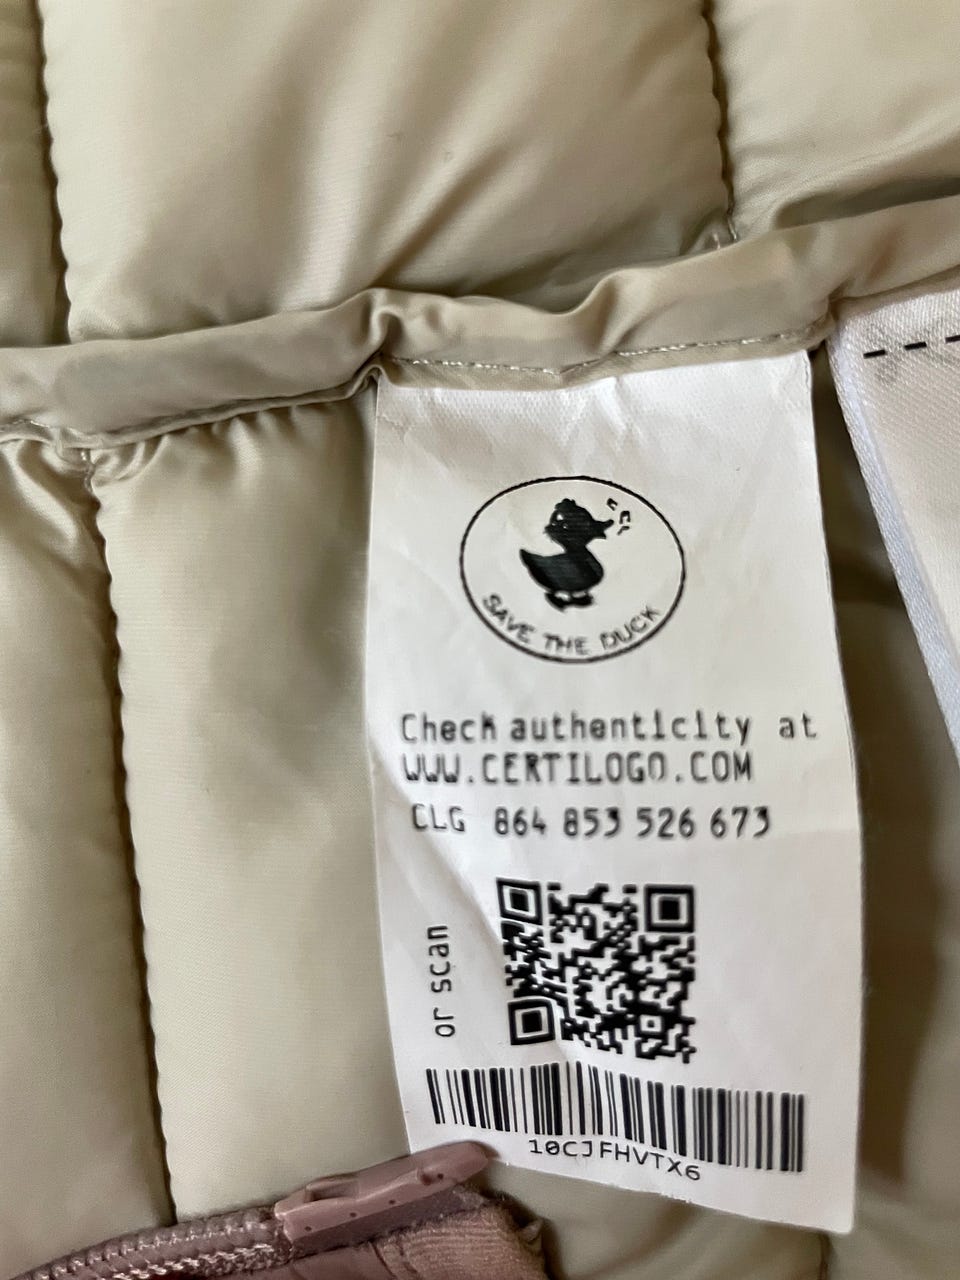 SAVE THE DUCK
Check authenticity at
WWW.CERTILOGO.COM
CLG 864 853 526 673
or scan
10CJFHVTX6